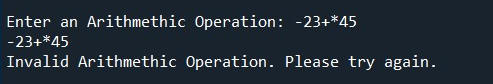 Enter an Arithmethic Operation: -23+*45
-23+*45
Invalid Arithmethic Operation. Please try again.